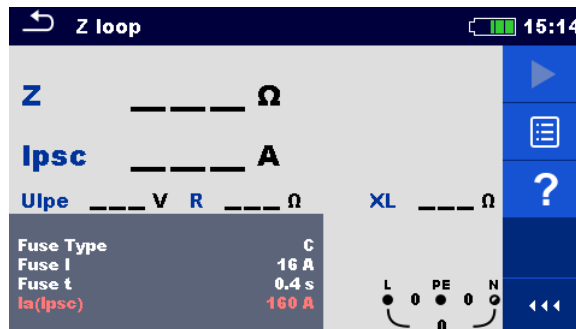 Z loop 15:14
Z ___ Ω
Ipsc ___ A
Ulpe ___ V R ___ Ω XL ___ Ω
?
Fuse Type C
Fuse I 16 A
Fuse t 0.4 s
Ia(Ipsc) 160 A
L PE N
0 0
0